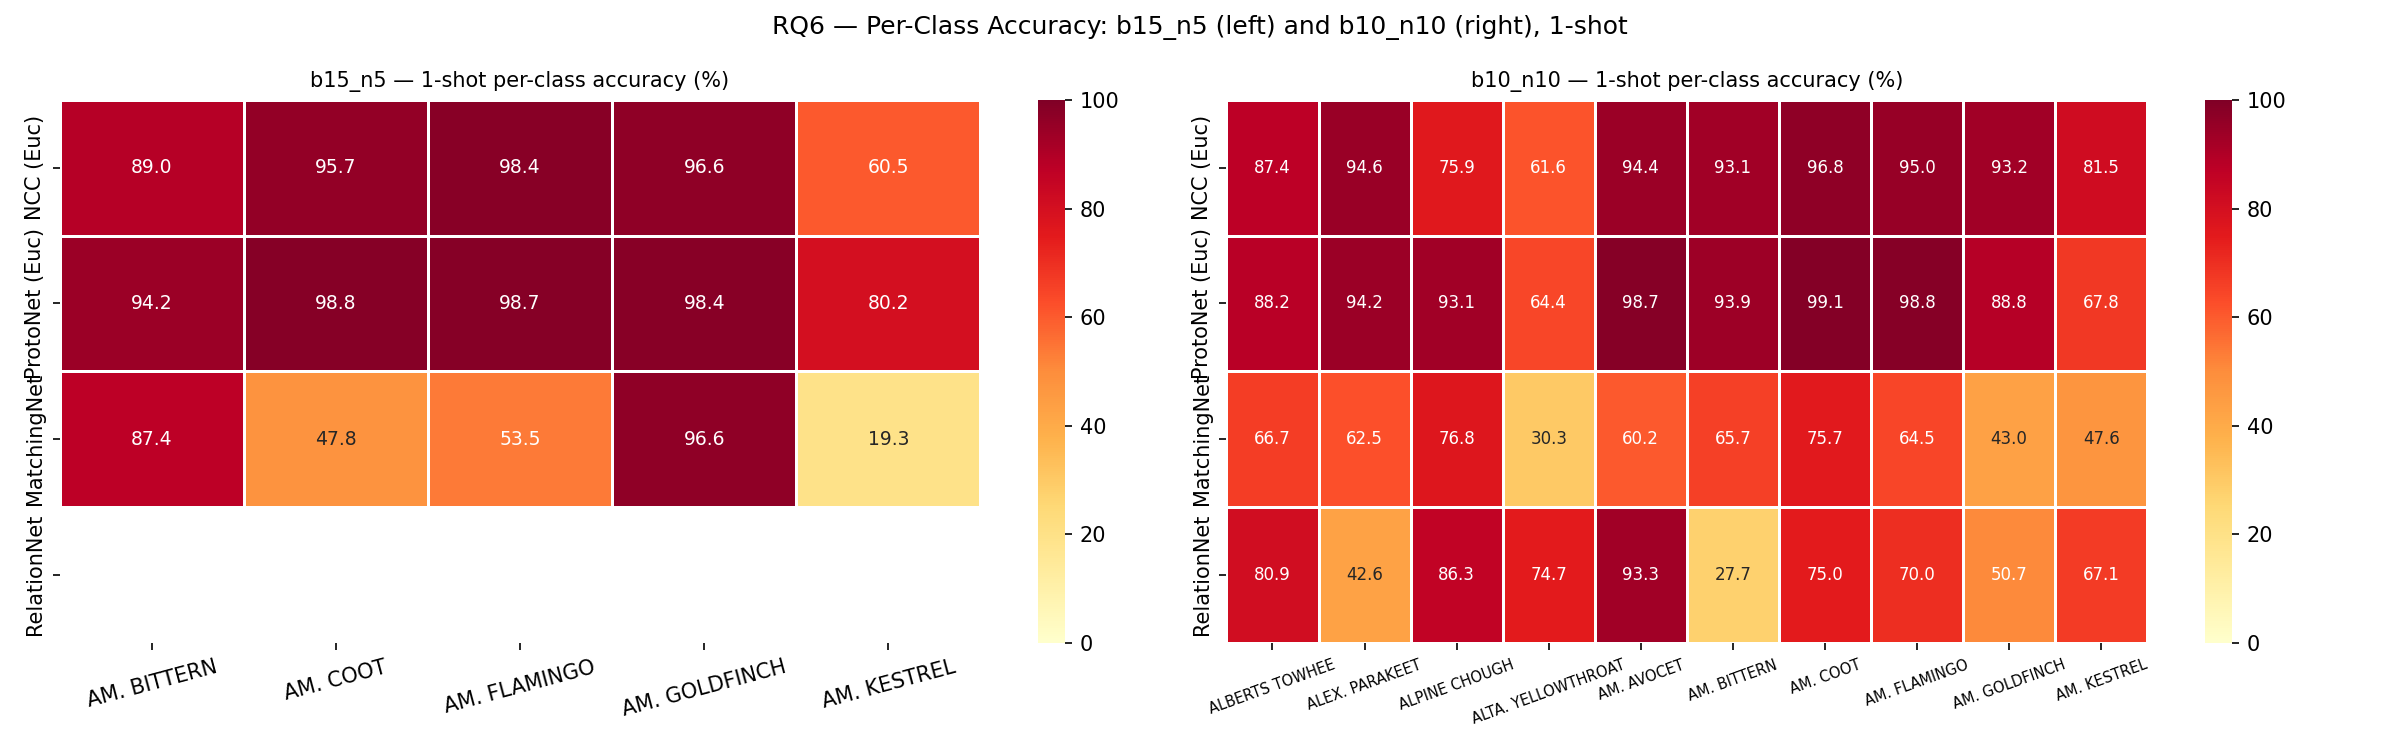 RQ6 — Per-Class Accuracy: b15_n5 (left) and b10_n10 (right), 1-shot
b15_n5 — 1-shot per-class accuracy (%)
NCC (Euc)
89.0 95.7 98.4 96.6 60.5
ProtoNet (Euc)
94.2 98.8 98.7 98.4 80.2
MatchingNet
87.4 47.8 53.5 96.6 19.3
RelationNet
AM. BITTERN AM. COOT AM. FLAMINGO AM. GOLDFINCH AM. KESTREL
100
80
60
40
20
0
b10_n10 — 1-shot per-class accuracy (%)
NCC (Euc)
87.4 94.6 75.9 61.6 94.4 93.1 96.8 95.0 93.2 81.5
ProtoNet (Euc)
88.2 94.2 93.1 64.4 98.7 93.9 99.1 98.8 88.8 67.8
MatchingNet
66.7 62.5 76.8 30.3 60.2 65.7 75.7 64.5 43.0 47.6
RelationNet
80.9 42.6 86.3 74.7 93.3 27.7 75.0 70.0 50.7 67.1
ALBERTS TOWHEE ALEX. PARAKEET ALPINE CHOUGH ALTA. YELLOWTHROAT AM. AVOCET AM. BITTERN AM. COOT AM. FLAMINGO AM. GOLDFINCH AM. KESTREL
100
80
60
40
20
0